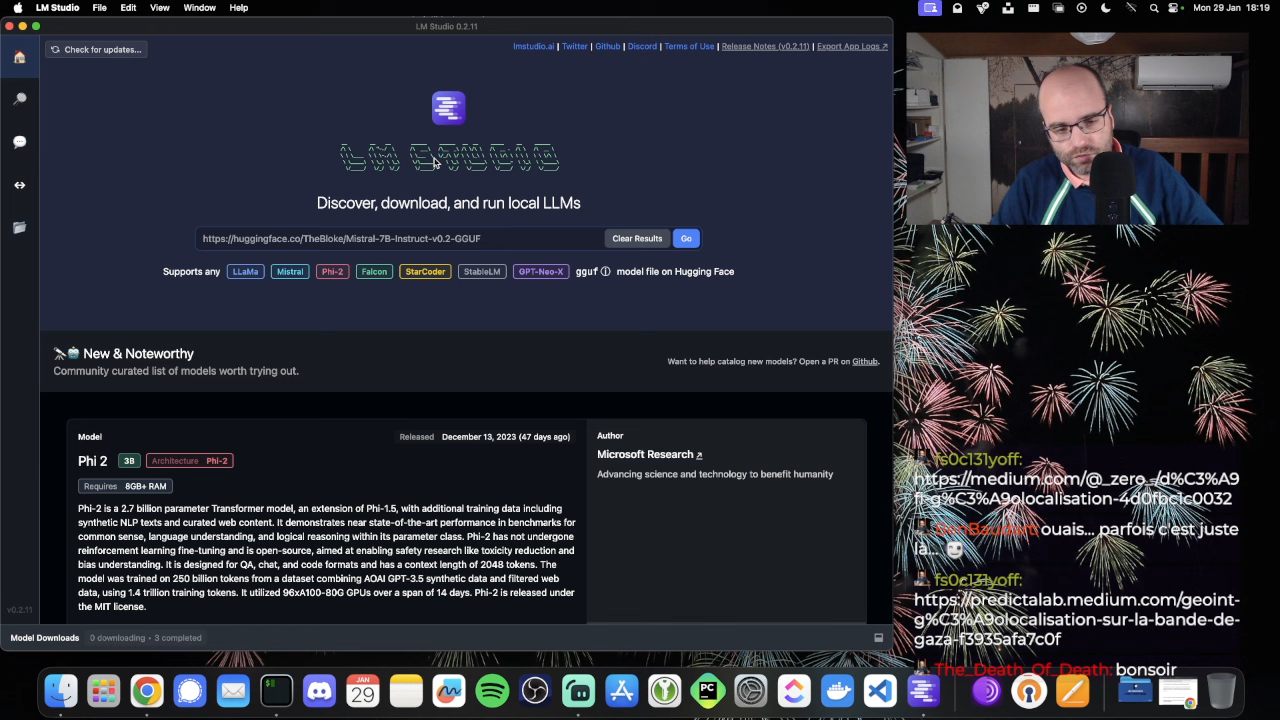 LM Studio
File
Edit
View
Window
Help
Mon 29 Jan 18:19
LM Studio 0.2.11
Check for updates...
lmstudio.ai | Twitter | Github | Discord | Terms of Use | Release Notes (v0.2.11) | Export App Logs
LM STUDIO
Discover, download, and run local LLMs
https://huggingface.co/TheBloke/Mistral-7B-Instruct-v0.2-GGUF
Clear Results
Go
Supports any LLaMa Mistral Phi-2 Falcon StarCoder StableLM GPT-Neo-X gguf model file on Hugging Face
New & Noteworthy
Community curated list of models worth trying out.
Want to help catalog new models? Open a PR on Github.
Model
Released December 13, 2023 (47 days ago)
Phi 2 3B Architecture Phi-2
Requires 8GB+ RAM
Phi-2 is a 2.7 billion parameter Transformer model, an extension of Phi-1.5, with additional training data including
synthetic NLP texts and curated web content. It demonstrates near state-of-the-art performance in benchmarks for
common sense, language understanding, and logical reasoning within its parameter class. Phi-2 has not undergone
reinforcement learning fine-tuning and is open-source, aimed at enabling safety research like toxicity reduction and
bias understanding. It is designed for QA, chat, and code formats and has a context length of 2048 tokens. The
model was trained on 250 billion tokens from a dataset combining AOAI GPT-3.5 synthetic data and filtered web
data, using 1.4 trillion training tokens. It utilized 96xA100-80G GPUs over a span of 14 days. Phi-2 is released under
the MIT license.
Author
Microsoft Research
Advancing science and technology to benefit humanity
v0.2.11
Model Downloads 0 downloading • 3 completed
fs0c131yoff:
https://medium.com/@_zero_-/d%C3%A9
fi-g%C3%A9olocalisation-4d0fbc1c0032
ouais... parfois c'est juste
là...
fs0c131yoff:
https://predictalab.medium.com/geoint-
g%C3%A9olocalisation-sur-la-bande-de-
gaza-f3935afa7c0f
The_Death_Of_Death: bonsoir
JAN
29
PC